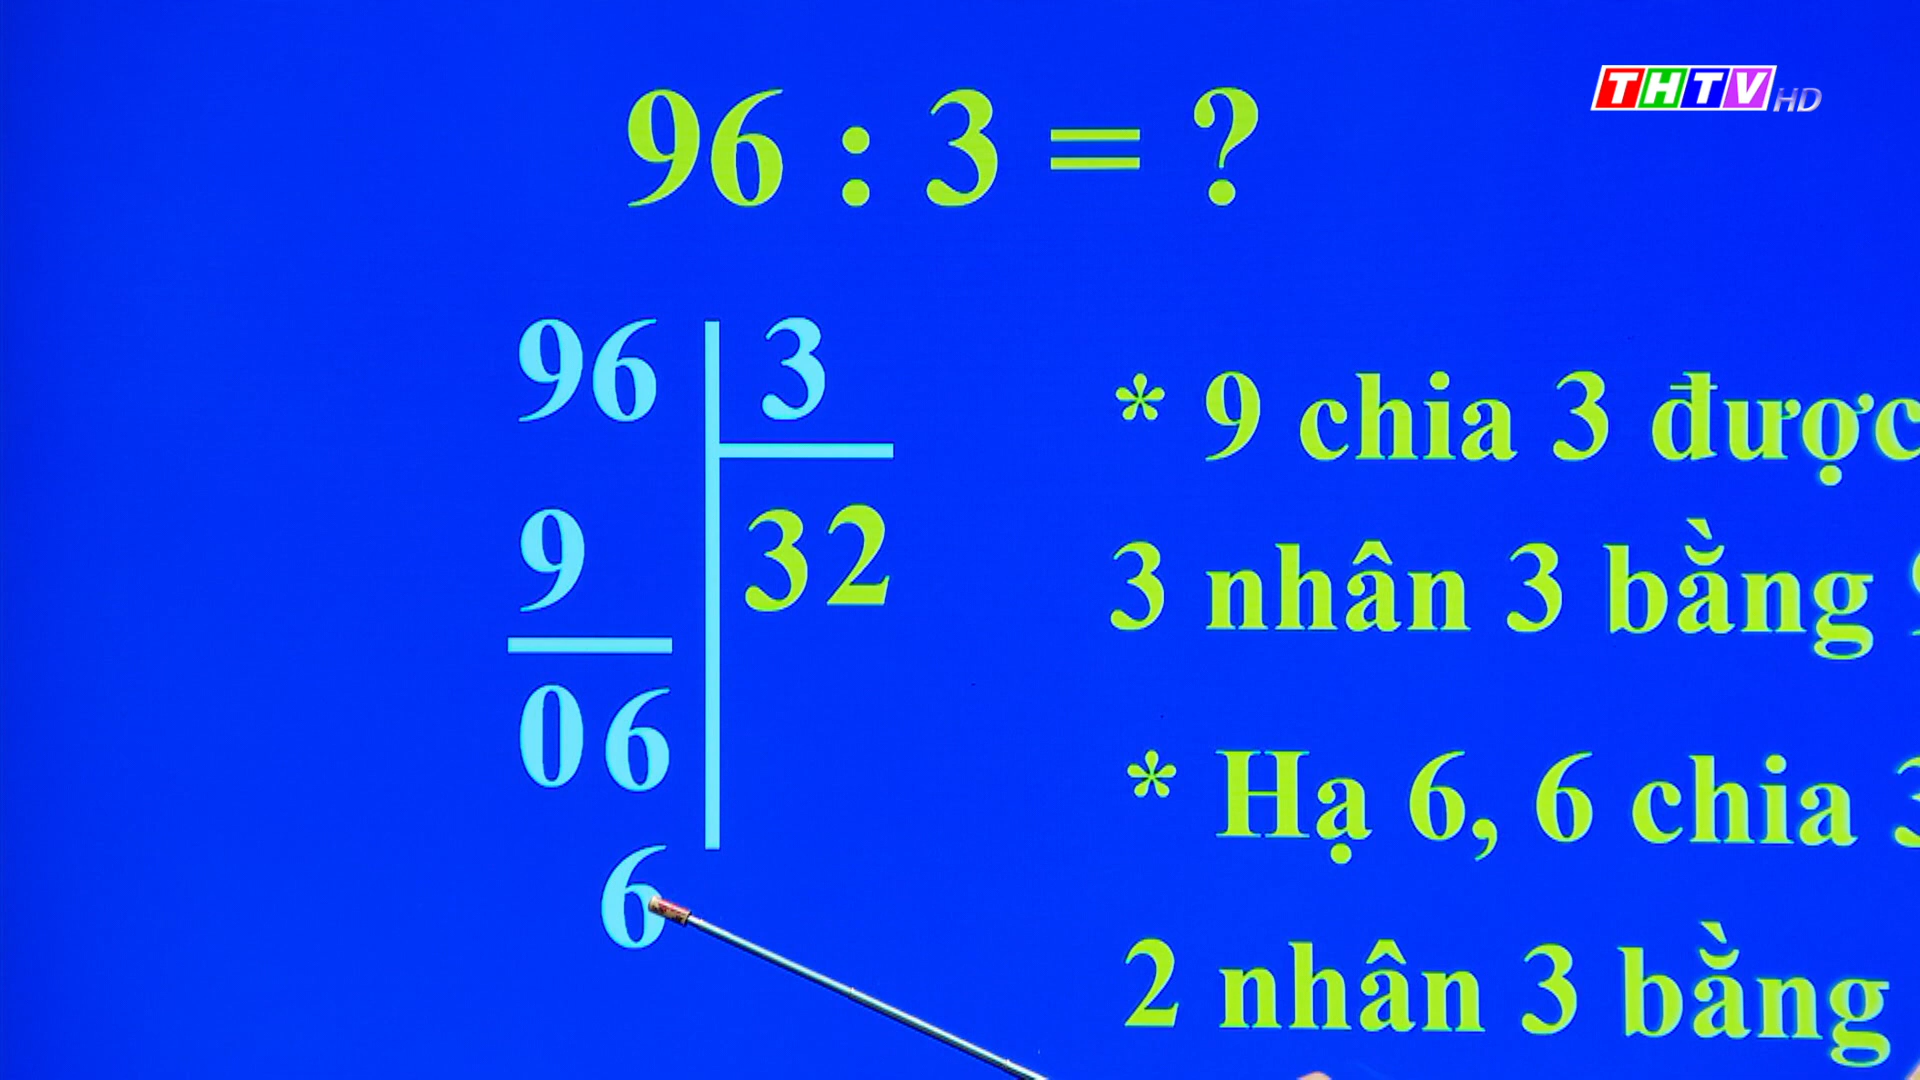 THTV HD
96 : 3 = ?
96 3
9 32
06
6
* 9 chia 3 được
3 nhân 3 bằng
* Hạ 6, 6 chia
2 nhân 3 bằng